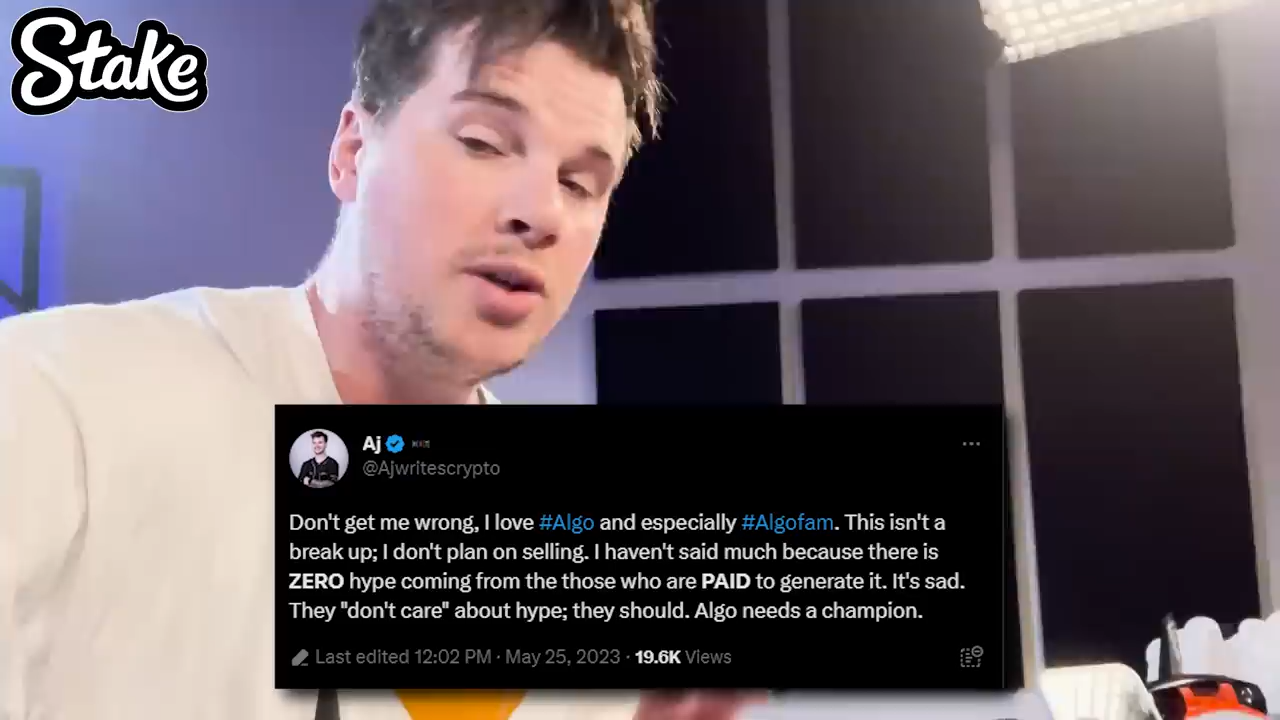 Stake
Aj
@Ajwritescrypto
Don't get me wrong, I love #Algo and especially #Algofam. This isn't a
break up; I don't plan on selling. I haven't said much because there is
ZERO hype coming from the those who are PAID to generate it. It's sad.
They "don't care" about hype; they should. Algo needs a champion.
Last edited 12:02 PM · May 25, 2023 · 19.6K Views